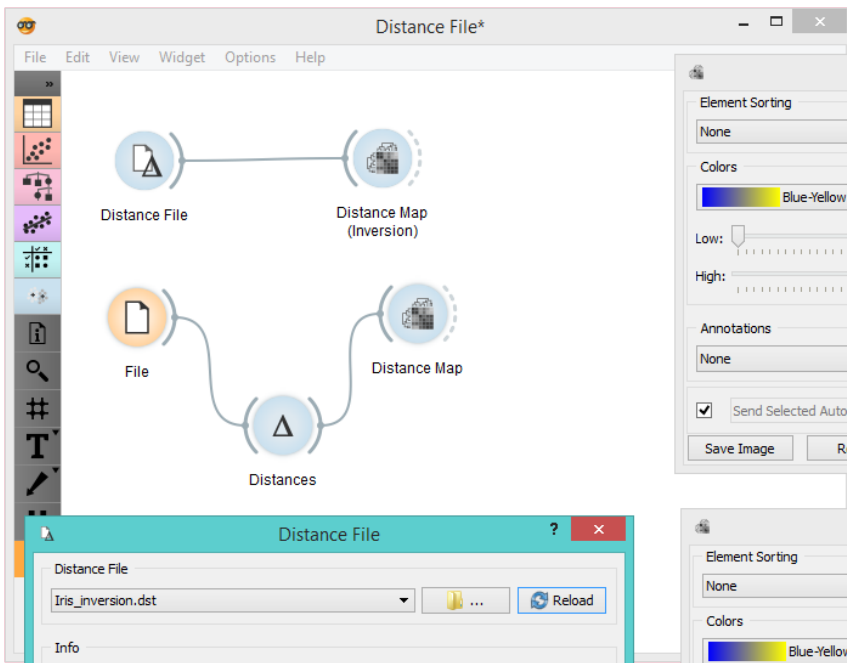 Distance File*
File Edit View Widget Options Help
»
Element Sorting
None
Colors
Blue-Yellow
Low:
High:
Annotations
None
Send Selected Auto
Save Image
Distance File
Distance Map
(Inversion)
File
Distance Map
Δ
Distances
T
Distance File
?
Distance File
Iris_inversion.dst
...
Reload
Info
Element Sorting
None
Colors
Blue-Yellow